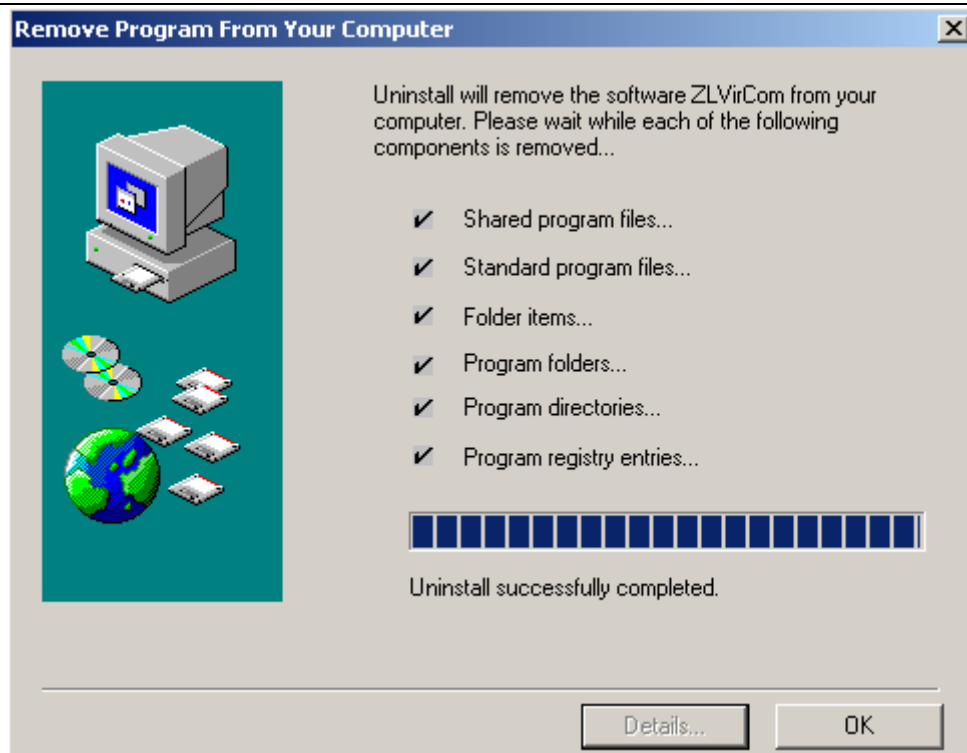 Remove Program From Your Computer
Uninstall will remove the software ZLVirCom from your
computer. Please wait while each of the following
components is removed...
Shared program files...
Standard program files...
Folder items...
Program folders...
Program directories...
Program registry entries...
Uninstall successfully completed.
Details...
OK